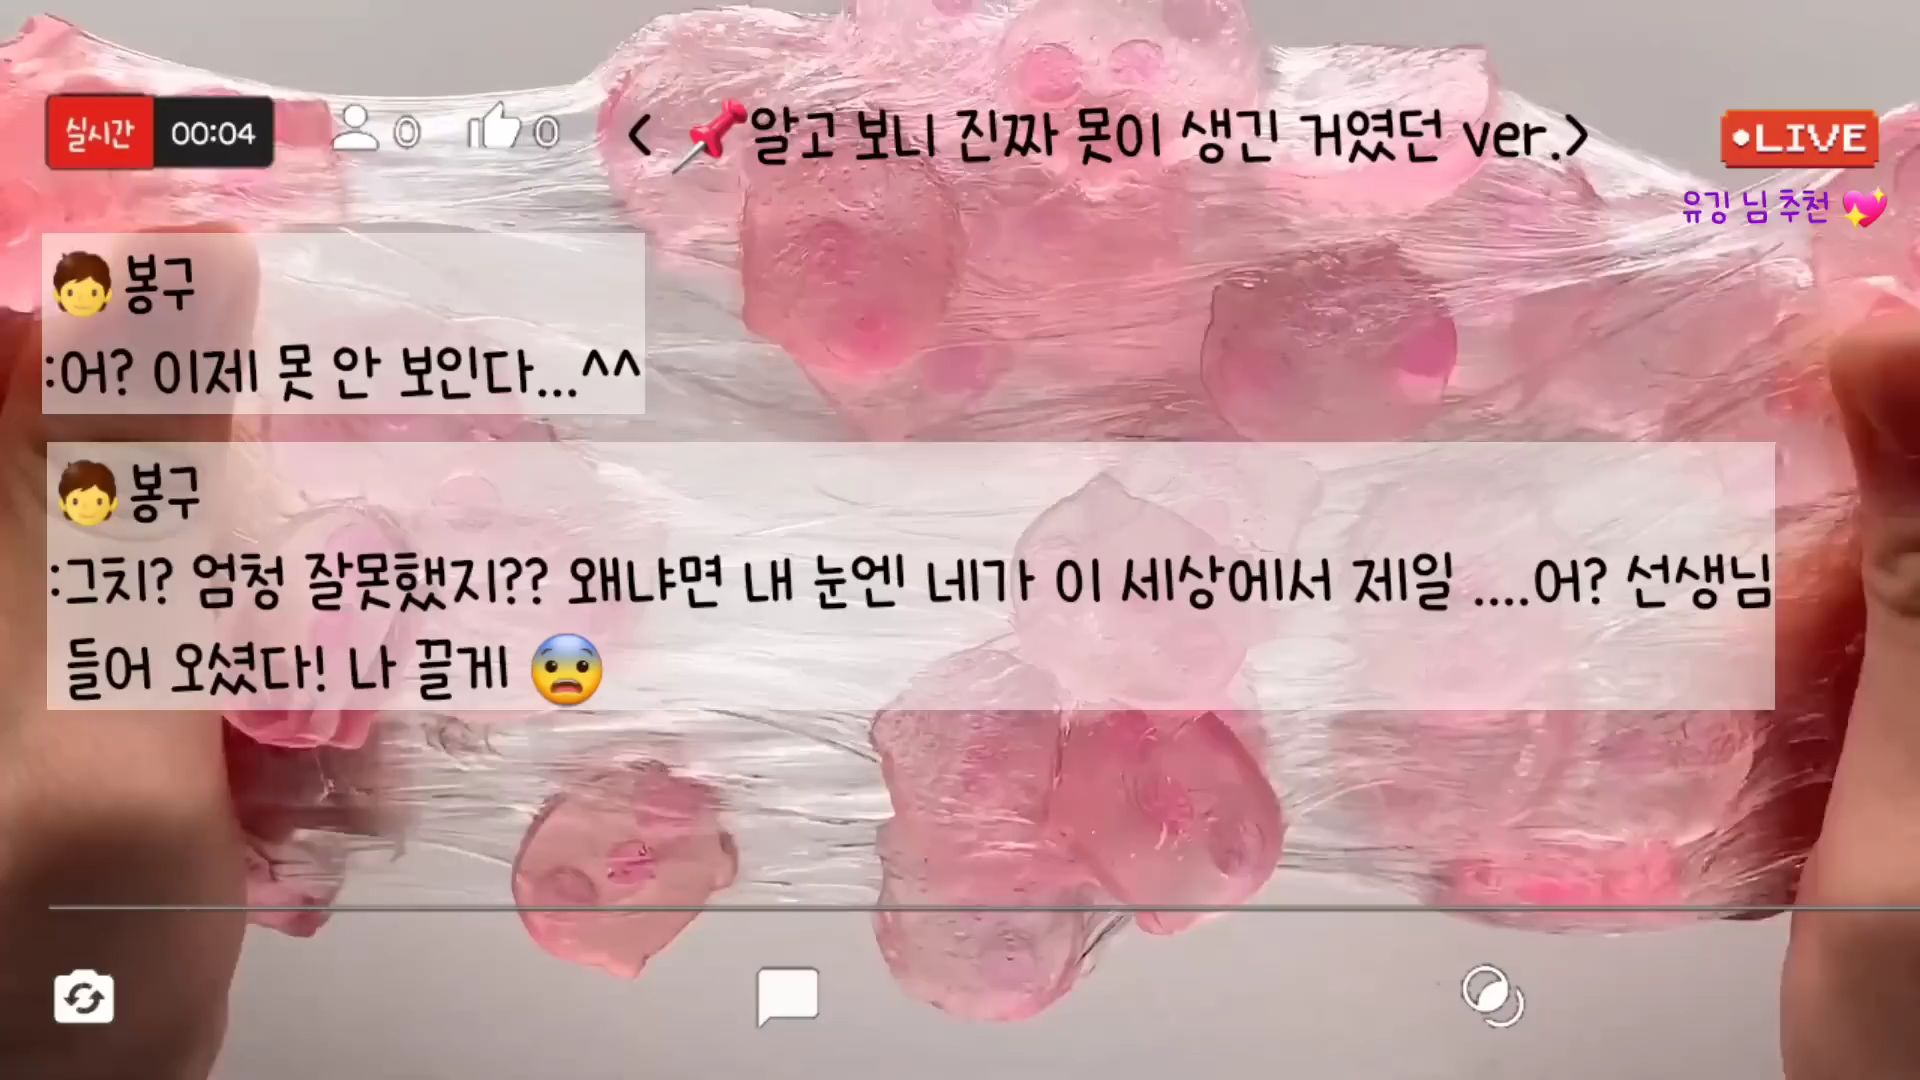 실시간 00:04 0 0 <📌알고 보니 진짜 못이 생긴 거였던 ver.> •LIVE
유깅 님 추천 💖
🧒 봉구
:어? 이제 못 안 보인다...^^
🧒 봉구
:그치? 엄청 잘못했지?? 왜냐면 내 눈엔 네가 이 세상에서 제일 ....어? 선생님
들어 오셨다! 나 끌게 😨